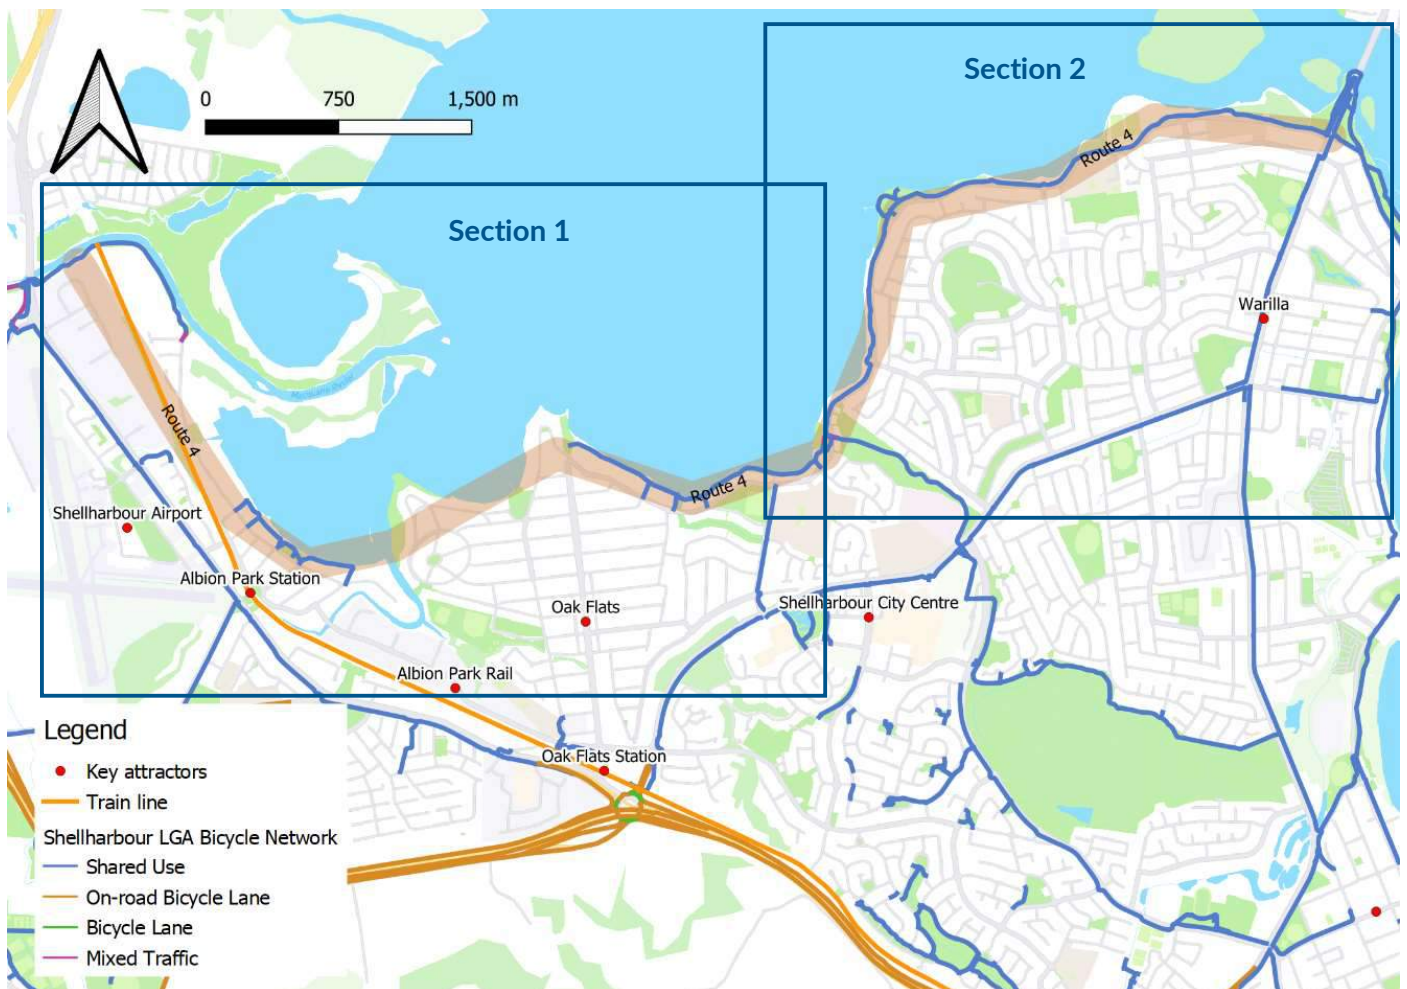 Section 2
0 750 1,500 m
Route 4
Section 1
Warilla
Route 4
Route 4
Shellharbour Airport
Albion Park Station
Oak Flats
Shellharbour City Centre
Albion Park Rail
Oak Flats Station
Legend
Key attractors
Train line
Shellharbour LGA Bicycle Network
Shared Use
On-road Bicycle Lane
Bicycle Lane
Mixed Traffic